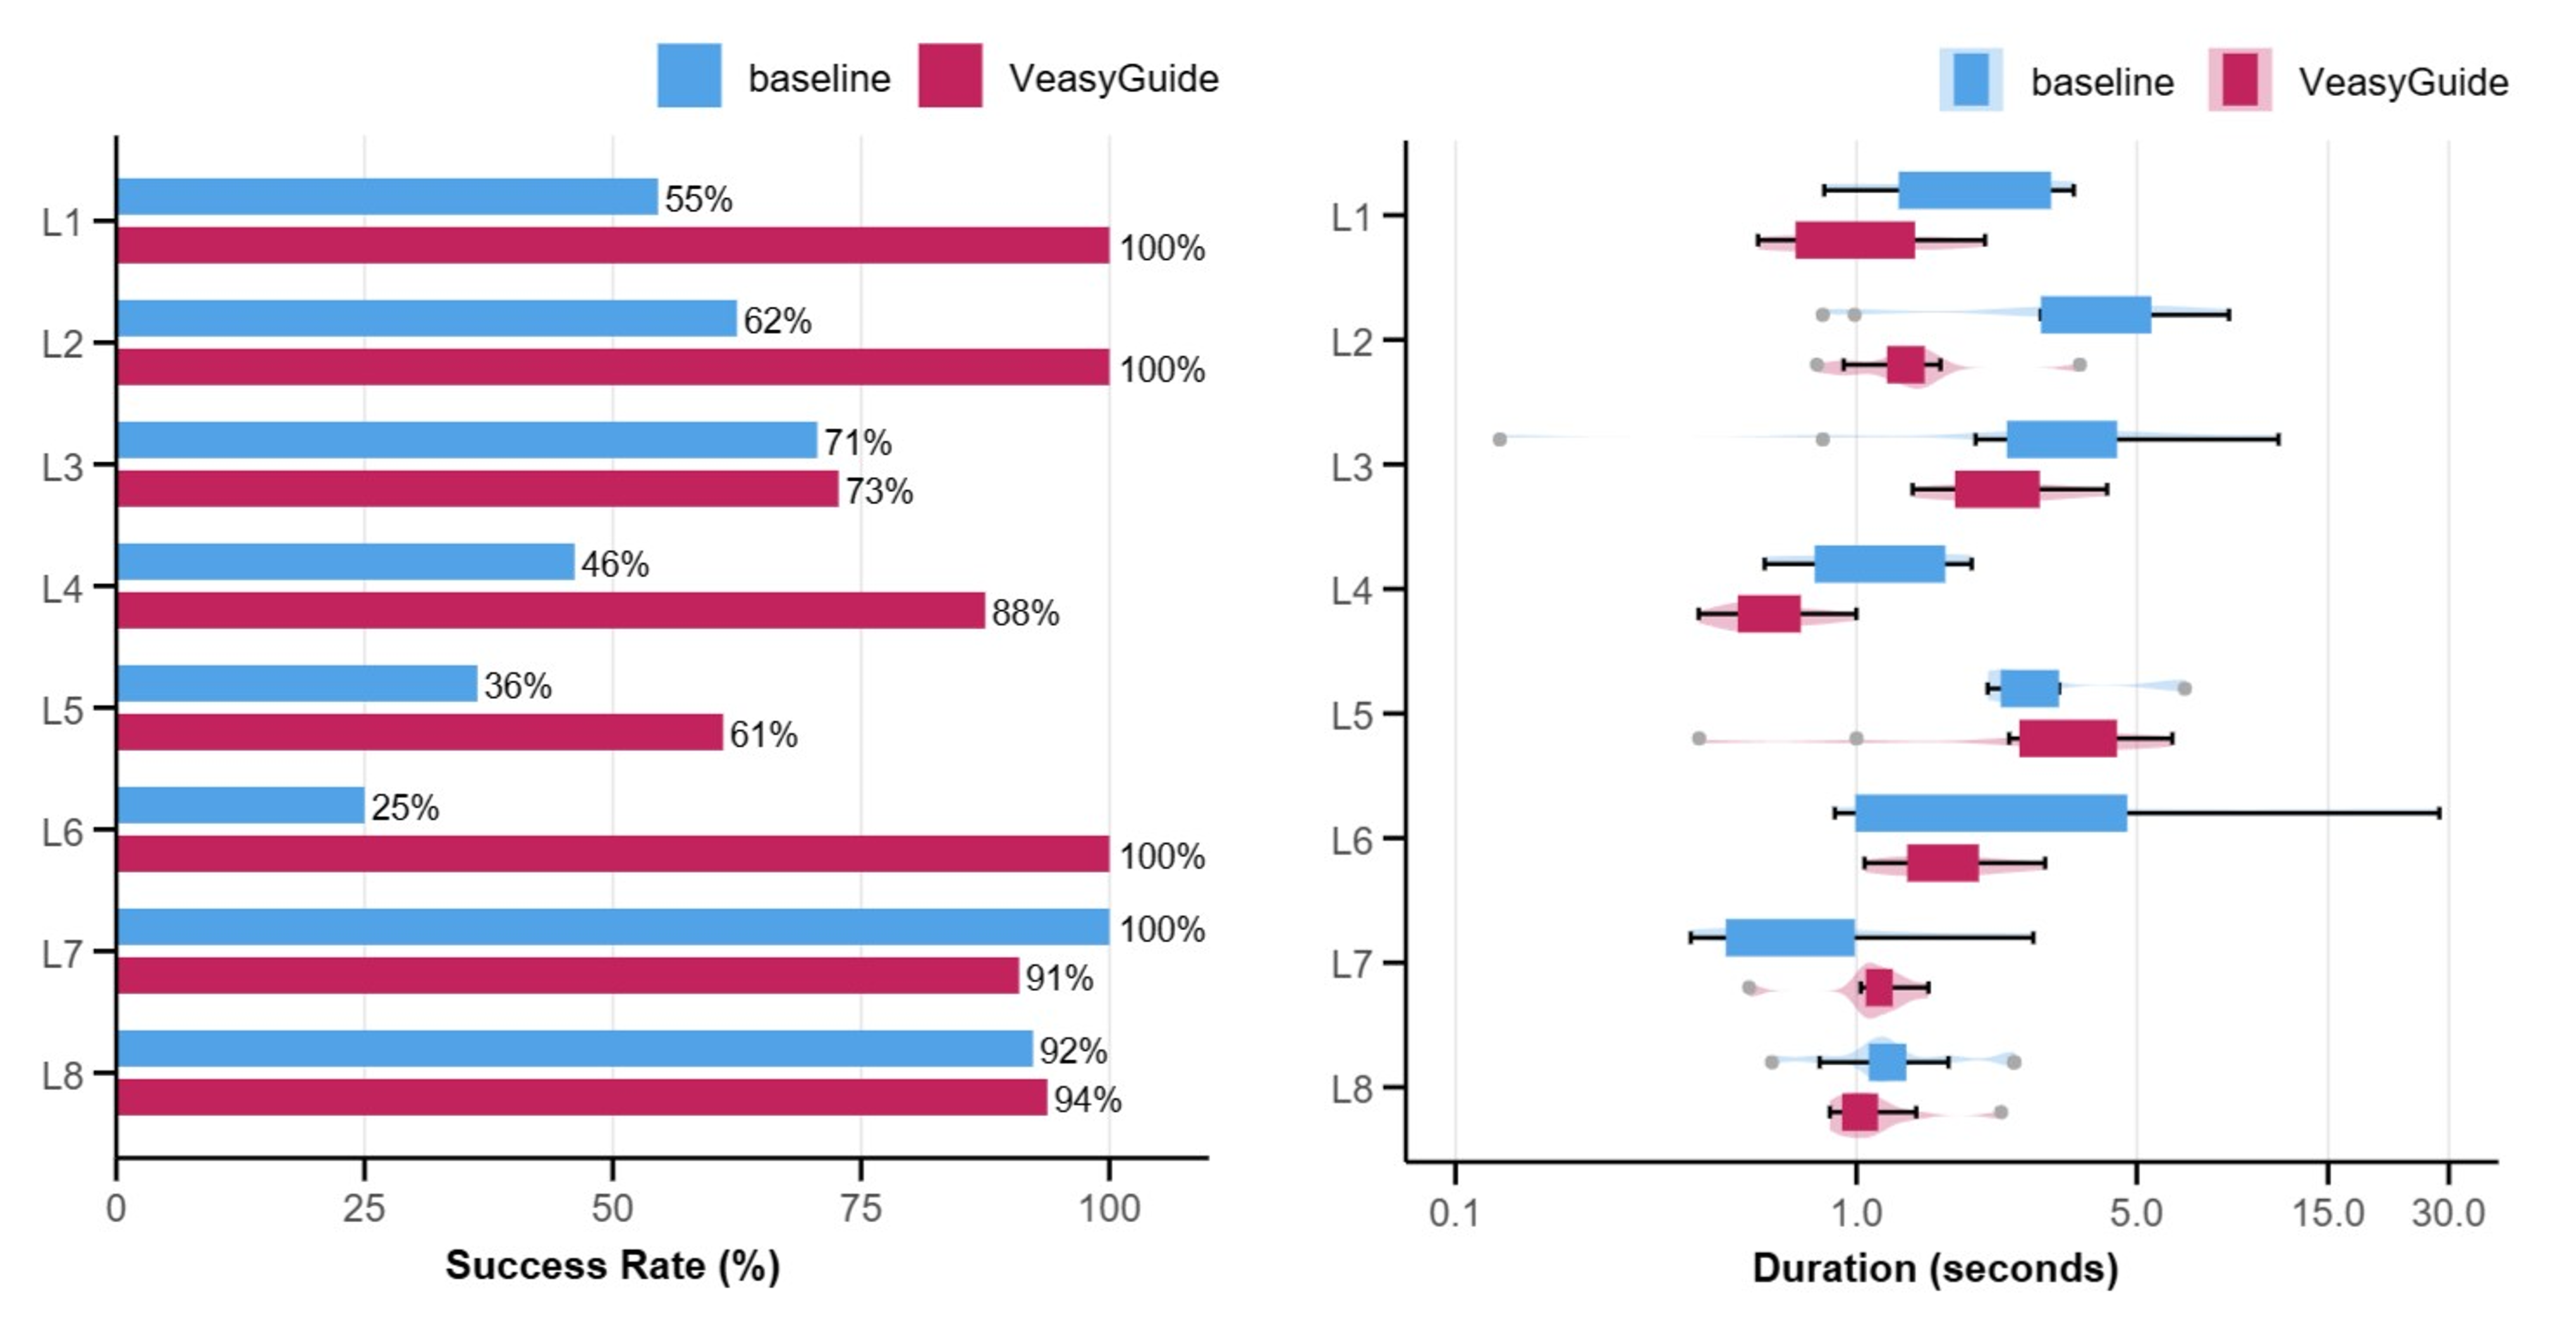 baseline VeasyGuide
L1
55%
100%
L2
62%
100%
L3
71%
73%
L4
46%
88%
L5
36%
61%
L6
25%
100%
L7
100%
91%
L8
92%
94%
0 25 50 75 100
Success Rate (%)
baseline VeasyGuide
L1
L2
L3
L4
L5
L6
L7
L8
0.1 1.0 5.0 15.0 30.0
Duration (seconds)